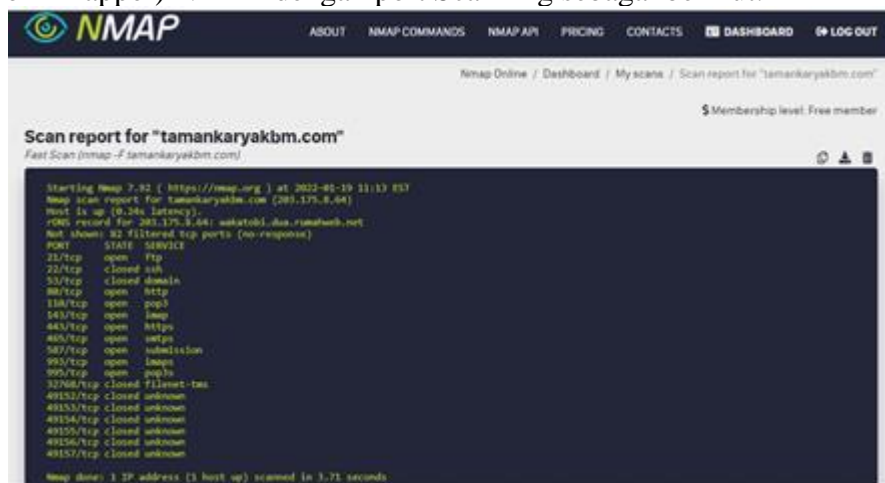 NMAP
ABOUT NMAP COMMANDS NMAP API PRICING CONTACTS DASHBOARD LOG OUT
Nmap Online / Dashboard / My scans / Scan report for "tamankaryakbm.com"
$ Membership level: Free member
Scan report for "tamankaryakbm.com"
Fast Scan (nmap -F tamankaryakbm.com)
Starting Nmap 7.92 ( https://nmap.org ) at 2022-01-19 11:13 EST
Nmap scan report for tamankaryakbm.com (203.175.8.64)
Host is up (0.24s latency).
rDNS record for 203.175.8.64: wakatobi.dua.rumahweb.net
Not shown: 82 filtered tcp ports (no-response)
PORT STATE SERVICE
21/tcp open ftp
22/tcp closed ssh
53/tcp closed domain
80/tcp open http
110/tcp open pop3
143/tcp open imap
443/tcp open https
465/tcp open smtps
587/tcp open submission
993/tcp open imaps
995/tcp open pop3s
32768/tcp closed filenet-tms
49152/tcp closed unknown
49153/tcp closed unknown
49154/tcp closed unknown
49155/tcp closed unknown
49156/tcp closed unknown
49157/tcp closed unknown
Nmap done: 1 IP address (1 host up) scanned in 3.71 seconds